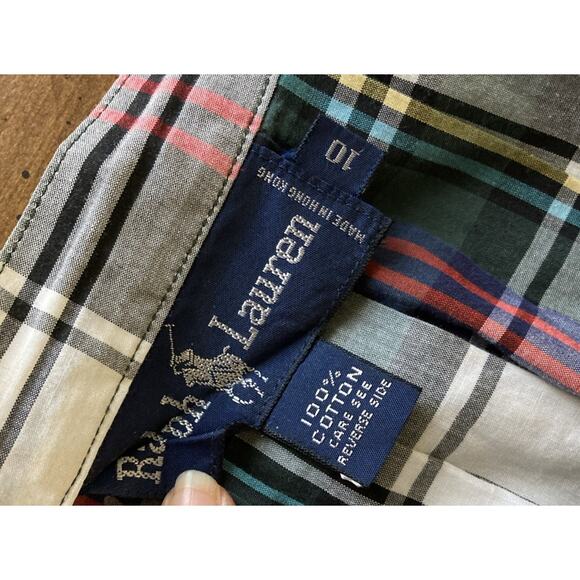 10
MADE IN HONG KONG
Ralph Lauren
100%
COTTON
CARE SEE
REVERSE SIDE